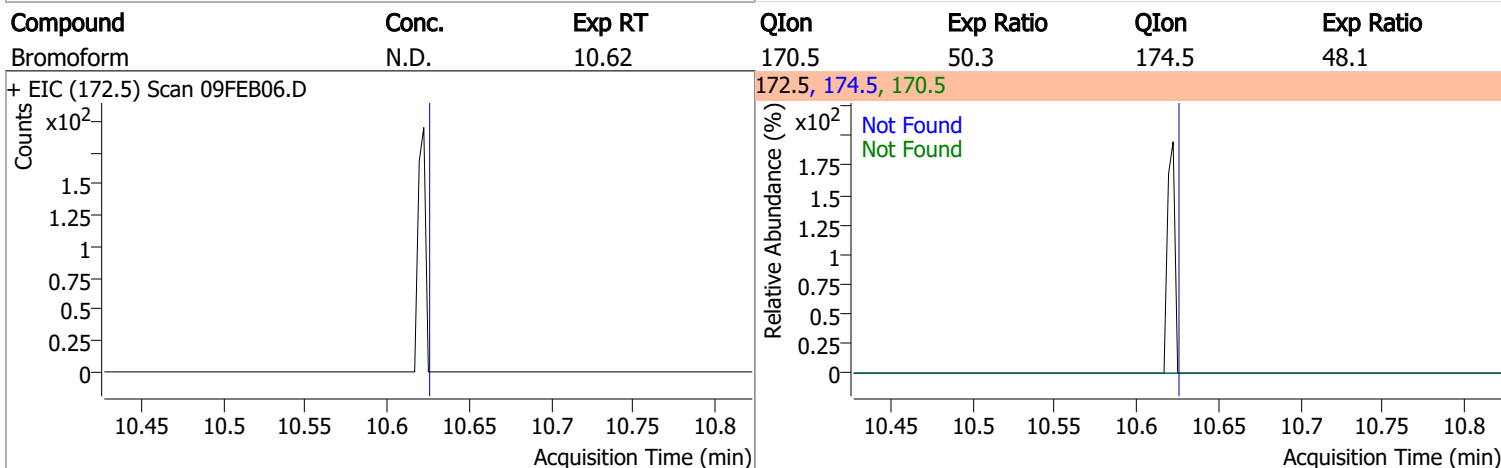 Compound Conc. Exp RT QIon Exp Ratio QIon Exp Ratio
Bromoform N.D. 10.62 170.5 50.3 174.5 48.1
+ EIC (172.5) Scan 09FEB06.D
Counts
x10²
1.5
1.25
1
0.75
0.5
0.25
0
10.45 10.5 10.55 10.6 10.65 10.7 10.75 10.8
Acquisition Time (min)
172.5, 174.5, 170.5
Relative Abundance (%)
x10²
Not Found
Not Found
1.75
1.5
1.25
1
0.75
0.5
0.25
0
10.45 10.5 10.55 10.6 10.65 10.7 10.75 10.8
Acquisition Time (min)